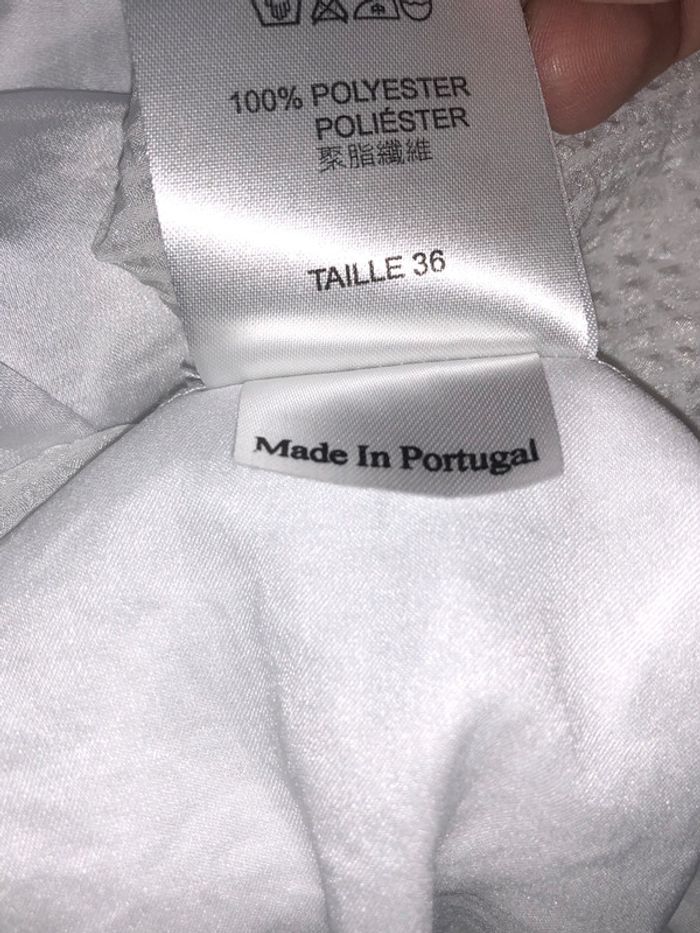 100% POLYESTER
POLIÉSTER
聚脂纖維
TAILLE 36
Made In Portugal